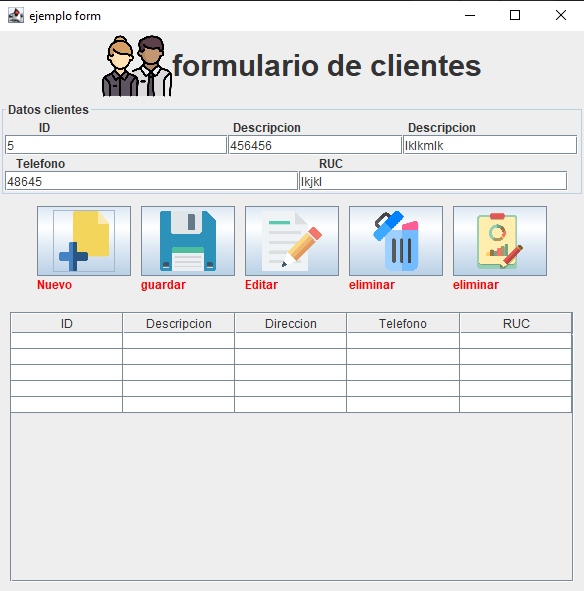 ejemplo form
formulario de clientes
Datos clientes
ID Descripcion Descripcion
5 456456 lklkmlk
Telefono RUC
48645 lkjkl
Nuevo guardar Editar eliminar eliminar
ID Descripcion Direccion Telefono RUC